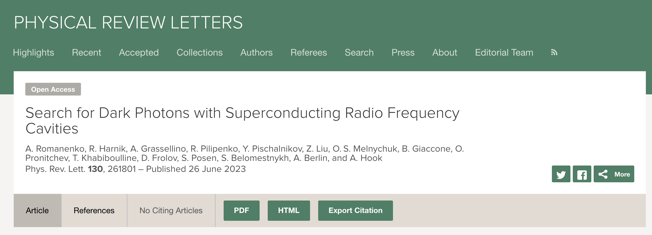 PHYSICAL REVIEW LETTERS
Highlights Recent Accepted Collections Authors Referees Search Press About Editorial Team
Open Access
Search for Dark Photons with Superconducting Radio Frequency
Cavities
A. Romanenko, R. Harnik, A. Grassellino, R. Pilipenko, Y. Pischalnikov, Z. Liu, O. S. Melnychuk, B. Giaccone, O.
Pronitchev, T. Khabiboulline, D. Frolov, S. Posen, S. Belomestnykh, A. Berlin, and A. Hook
Phys. Rev. Lett. 130, 261801 – Published 26 June 2023
More
Article References No Citing Articles PDF HTML Export Citation